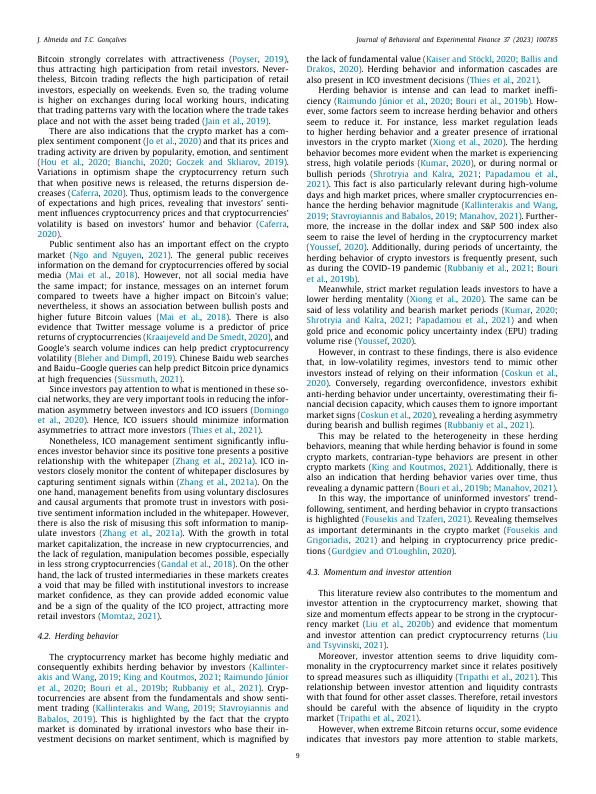 J. Almeida and T.C. Gonçalves
Journal of Behavioral and Experimental Finance 37 (2023) 100785
Bitcoin strongly correlates with attractiveness (Poyser, 2019),
thus attracting high participation from retail investors. Never-
theless, Bitcoin trading reflects the high participation of retail
investors, especially on weekends. Even so, the trading volume
is higher on exchanges during local working hours, indicating
that trading patterns vary with the location where the trade takes
place and not with the asset being traded (Jain et al., 2019).
There are also indications that the crypto market has a com-
plex sentiment component (Jo et al., 2020) and that its prices and
trading activity are driven by popularity, emotion, and sentiment
(Hou et al., 2020; Bianchi, 2020; Goczek and Skliarov, 2019).
Variations in optimism shape the cryptocurrency return such
that when positive news is released, the returns dispersion de-
creases (Caferra, 2020). Thus, optimism leads to the convergence
of expectations and high prices, revealing that investors' senti-
ment influences cryptocurrency prices and that cryptocurrencies'
volatility is based on investors' humor and behavior (Caferra,
2020).
Public sentiment also has an important effect on the crypto
market (Ngo and Nguyen, 2021). The general public receives
information on the demand for cryptocurrencies offered by social
media (Mai et al., 2018). However, not all social media have
the same impact; for instance, messages on an internet forum
compared to tweets have a higher impact on Bitcoin's value;
nevertheless, it shows an association between bullish posts and
higher future Bitcoin values (Mai et al., 2018). There is also
evidence that Twitter message volume is a predictor of price
returns of cryptocurrencies (Kraaijeveld and De Smedt, 2020), and
Google's search volume indices can help predict cryptocurrency
volatility (Bleher and Dimpfl, 2019). Chinese Baidu web searches
and Baidu–Google queries can help predict Bitcoin price dynamics
at high frequencies (Süssmuth, 2021).
Since investors pay attention to what is mentioned in these so-
cial networks, they are very important tools in reducing the infor-
mation asymmetry between investors and ICO issuers (Domingo
et al., 2020). Hence, ICO issuers should minimize information
asymmetries to attract more investors (Thies et al., 2021).
Nonetheless, ICO management sentiment significantly influ-
ences investor behavior since its positive tone presents a positive
relationship with the whitepaper (Zhang et al., 2021a). ICO in-
vestors closely monitor the content of whitepaper disclosures by
capturing sentiment signals within (Zhang et al., 2021a). On the
one hand, management benefits from using voluntary disclosures
and causal arguments that promote trust in investors with posi-
tive sentiment information included in the whitepaper. However,
there is also the risk of misusing this soft information to manip-
ulate investors (Zhang et al., 2021a). With the growth in total
market capitalization, the increase in new cryptocurrencies, and
the lack of regulation, manipulation becomes possible, especially
in less strong cryptocurrencies (Gandal et al., 2018). On the other
hand, the lack of trusted intermediaries in these markets creates
a void that may be filled with institutional investors to increase
market confidence, as they can provide added economic value
and be a sign of the quality of the ICO project, attracting more
retail investors (Momtaz, 2021).
4.2. Herding behavior
The cryptocurrency market has become highly mediatic and
consequently exhibits herding behavior by investors (Kallinter-
akis and Wang, 2019; King and Koutmos, 2021; Raimundo Júnior
et al., 2020; Bouri et al., 2019b; Rubbaniy et al., 2021). Cryp-
tocurrencies are absent from the fundamentals and show senti-
ment trading (Kallinterakis and Wang, 2019; Stavroyiannis and
Babalos, 2019). This is highlighted by the fact that the crypto
market is dominated by irrational investors who base their in-
vestment decisions on market sentiment, which is magnified by
the lack of fundamental value (Kaiser and Stöckl, 2020; Ballis and
Drakos, 2020). Herding behavior and information cascades are
also present in ICO investment decisions (Thies et al., 2021).
Herding behavior is intense and can lead to market ineffi-
ciency (Raimundo Júnior et al., 2020; Bouri et al., 2019b). How-
ever, some factors seem to increase herding behavior and others
seem to reduce it. For instance, less market regulation leads
to higher herding behavior and a greater presence of irrational
investors in the crypto market (Xiong et al., 2020). The herding
behavior becomes more evident when the market is experiencing
stress, high volatile periods (Kumar, 2020), or during normal or
bullish periods (Shrotryia and Kalra, 2021; Papadamou et al.,
2021). This fact is also particularly relevant during high-volume
days and high market prices, where smaller cryptocurrencies en-
hance the herding behavior magnitude (Kallinterakis and Wang,
2019; Stavroyiannis and Babalos, 2019; Manahov, 2021). Further-
more, the increase in the dollar index and S&P 500 index also
seem to raise the level of herding in the cryptocurrency market
(Youssef, 2020). Additionally, during periods of uncertainty, the
herding behavior of crypto investors is frequently present, such
as during the COVID-19 pandemic (Rubbaniy et al., 2021; Bouri
et al., 2019b).
Meanwhile, strict market regulation leads investors to have a
lower herding mentality (Xiong et al., 2020). The same can be
said of less volatility and bearish market periods (Kumar, 2020;
Shrotryia and Kalra, 2021; Papadamou et al., 2021) and when
gold price and economic policy uncertainty index (EPU) trading
volume rise (Youssef, 2020).
However, in contrast to these findings, there is also evidence
that, in low-volatility regimes, investors tend to mimic other
investors instead of relying on their information (Coskun et al.,
2020). Conversely, regarding overconfidence, investors exhibit
anti-herding behavior under uncertainty, overestimating their fi-
nancial decision capacity, which causes them to ignore important
market signs (Coskun et al., 2020), revealing a herding asymmetry
during bearish and bullish regimes (Rubbaniy et al., 2021).
This may be related to the heterogeneity in these herding
behaviors, meaning that while herding behavior is found in some
crypto markets, contrarian-type behaviors are present in other
crypto markets (King and Koutmos, 2021). Additionally, there is
also an indication that herding behavior varies over time, thus
revealing a dynamic pattern (Bouri et al., 2019b; Manahov, 2021).
In this way, the importance of uninformed investors' trend-
following, sentiment, and herding behavior in crypto transactions
is highlighted (Fousekis and Tzaferi, 2021). Revealing themselves
as important determinants in the crypto market (Fousekis and
Grigoriadis, 2021) and helping in cryptocurrency price predic-
tions (Gurdgiev and O'Loughlin, 2020).
4.3. Momentum and investor attention
This literature review also contributes to the momentum and
investor attention in the cryptocurrency market, showing that
size and momentum effects appear to be strong in the cryptocur-
rency market (Liu et al., 2020b) and evidence that momentum
and investor attention can predict cryptocurrency returns (Liu
and Tsyvinski, 2021).
Moreover, investor attention seems to drive liquidity com-
monality in the cryptocurrency market since it relates positively
to spread measures such as illiquidity (Tripathi et al., 2021). This
relationship between investor attention and liquidity contrasts
with that found for other asset classes. Therefore, retail investors
should be careful with the absence of liquidity in the crypto
market (Tripathi et al., 2021).
However, when extreme Bitcoin returns occur, some evidence
indicates that investors pay more attention to stable markets,
9